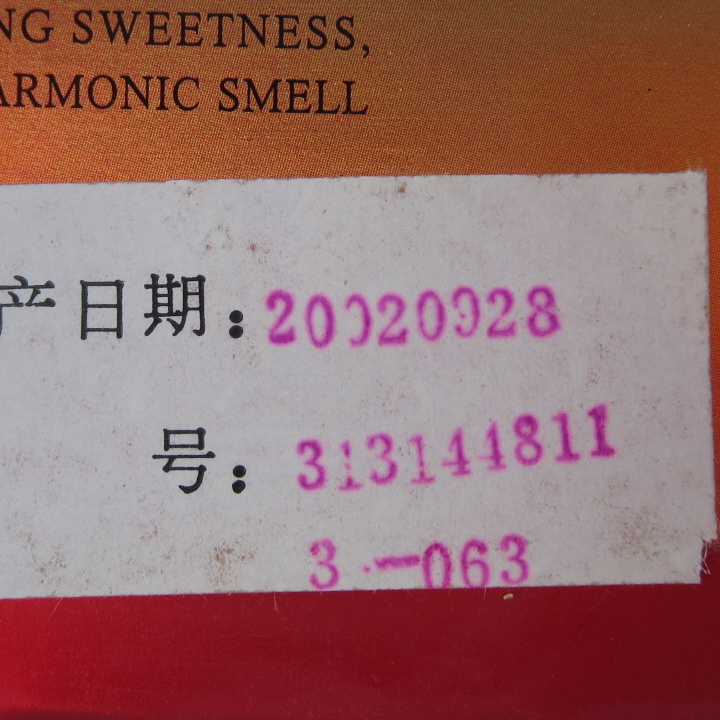 NG SWEETNESS,
ARMONIC SMELL
产日期：20020928
号：313144811
3-063